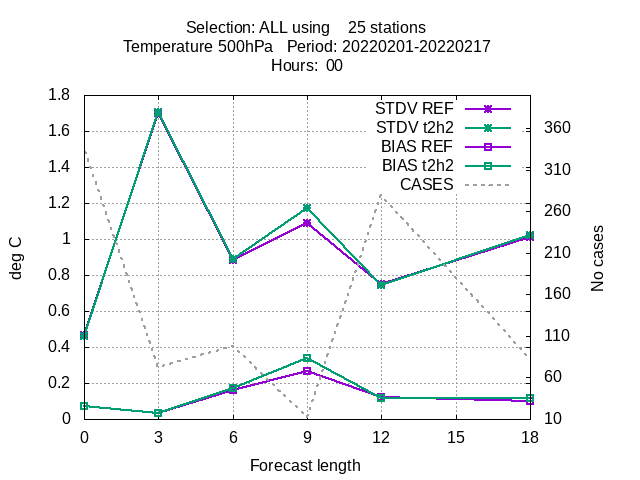 Selection: ALL using    25 stations
Temperature 500hPa   Period: 20220201-20220217
Hours:  00
1.8
1.6
1.4
1.2
1
0.8
0.6
0.4
0.2
0
deg C
STDV REF
STDV t2h2
BIAS REF
BIAS t2h2
CASES
360
310
260
210
160
110
60
10
No cases
0 3 6 9 12 15 18
Forecast length